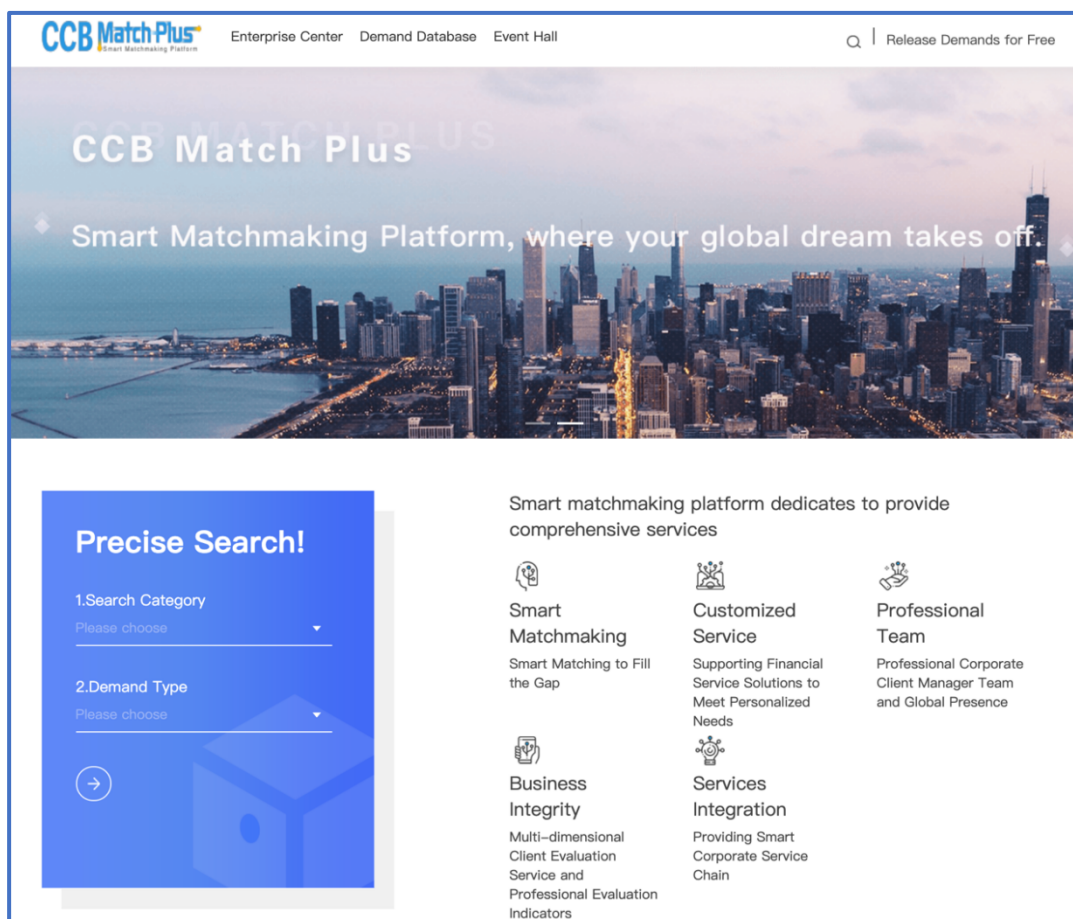 CCB Match Plus
Smart Matchmaking Platform
Enterprise Center Demand Database Event Hall
Release Demands for Free
CCB MATCH PLUS
CCB Match Plus
Smart Matchmaking Platform, where your global dream takes off.
Precise Search!
1.Search Category
Please choose
2.Demand Type
Please choose
Smart matchmaking platform dedicates to provide
comprehensive services
Smart
Matchmaking
Smart Matching to Fill
the Gap
Customized
Service
Supporting Financial
Service Solutions to
Meet Personalized
Needs
Professional
Team
Professional Corporate
Client Manager Team
and Global Presence
Business
Integrity
Multi-dimensional
Client Evaluation
Service and
Professional Evaluation
Indicators
Services
Integration
Providing Smart
Corporate Service
Chain